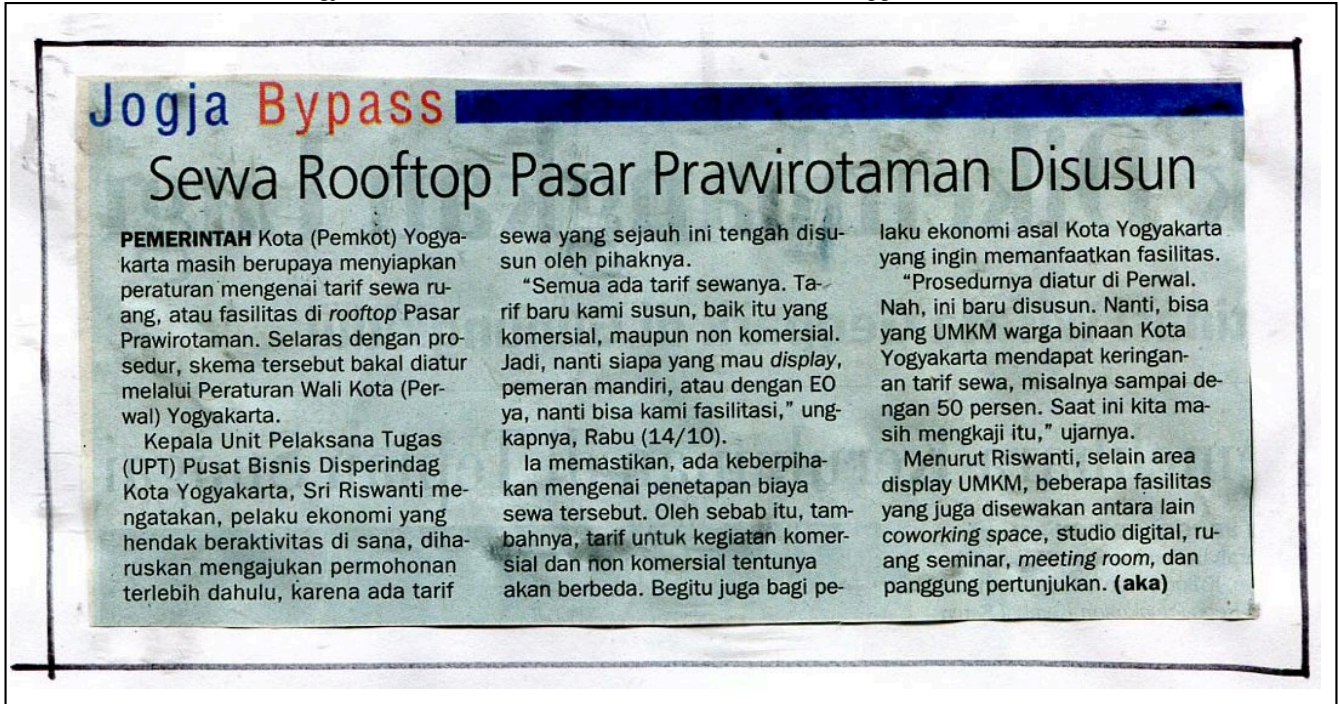 Jogja Bypass
Sewa Rooftop Pasar Prawirotaman Disusun
PEMERINTAH Kota (Pemkot) Yogya-
karta masih berupaya menyiapkan
peraturan mengenai tarif sewa ru-
ang, atau fasilitas di rooftop Pasar
Prawirotaman. Selaras dengan pro-
sedur, skema tersebut bakal diatur
melalui Peraturan Wali Kota (Per-
wal) Yogyakarta.
Kepala Unit Pelaksana Tugas
(UPT) Pusat Bisnis Disperindag
Kota Yogyakarta, Sri Riswanti me-
ngatakan, pelaku ekonomi yang
hendak beraktivitas di sana, diha-
ruskan mengajukan permohonan
terlebih dahulu, karena ada tarif
sewa yang sejauh ini tengah disu-
sun oleh pihaknya.
"Semua ada tarif sewanya. Ta-
rif baru kami susun, baik itu yang
komersial, maupun non komersial.
Jadi, nanti siapa yang mau display,
pemeran mandiri, atau dengan EO
ya, nanti bisa kami fasilitasi," ung-
kapnya, Rabu (14/10).
Ia memastikan, ada keberpiha-
kan mengenai penetapan biaya
sewa tersebut. Oleh sebab itu, tam-
bahnya, tarif untuk kegiatan komer-
sial dan non komersial tentunya
akan berbeda. Begitu juga bagi pe-
laku ekonomi asal Kota Yogyakarta
yang ingin memanfaatkan fasilitas.
"Prosedurnya diatur di Perwal.
Nah, ini baru disusun. Nanti, bisa
yang UMKM warga binaan Kota
Yogyakarta mendapat keringan-
an tarif sewa, misalnya sampai de-
ngan 50 persen. Saat ini kita ma-
sih mengkaji itu," ujarnya.
Menurut Riswanti, selain area
display UMKM, beberapa fasilitas
yang juga disewakan antara lain
coworking space, studio digital, ru-
ang seminar, meeting room, dan
panggung pertunjukan. (aka)